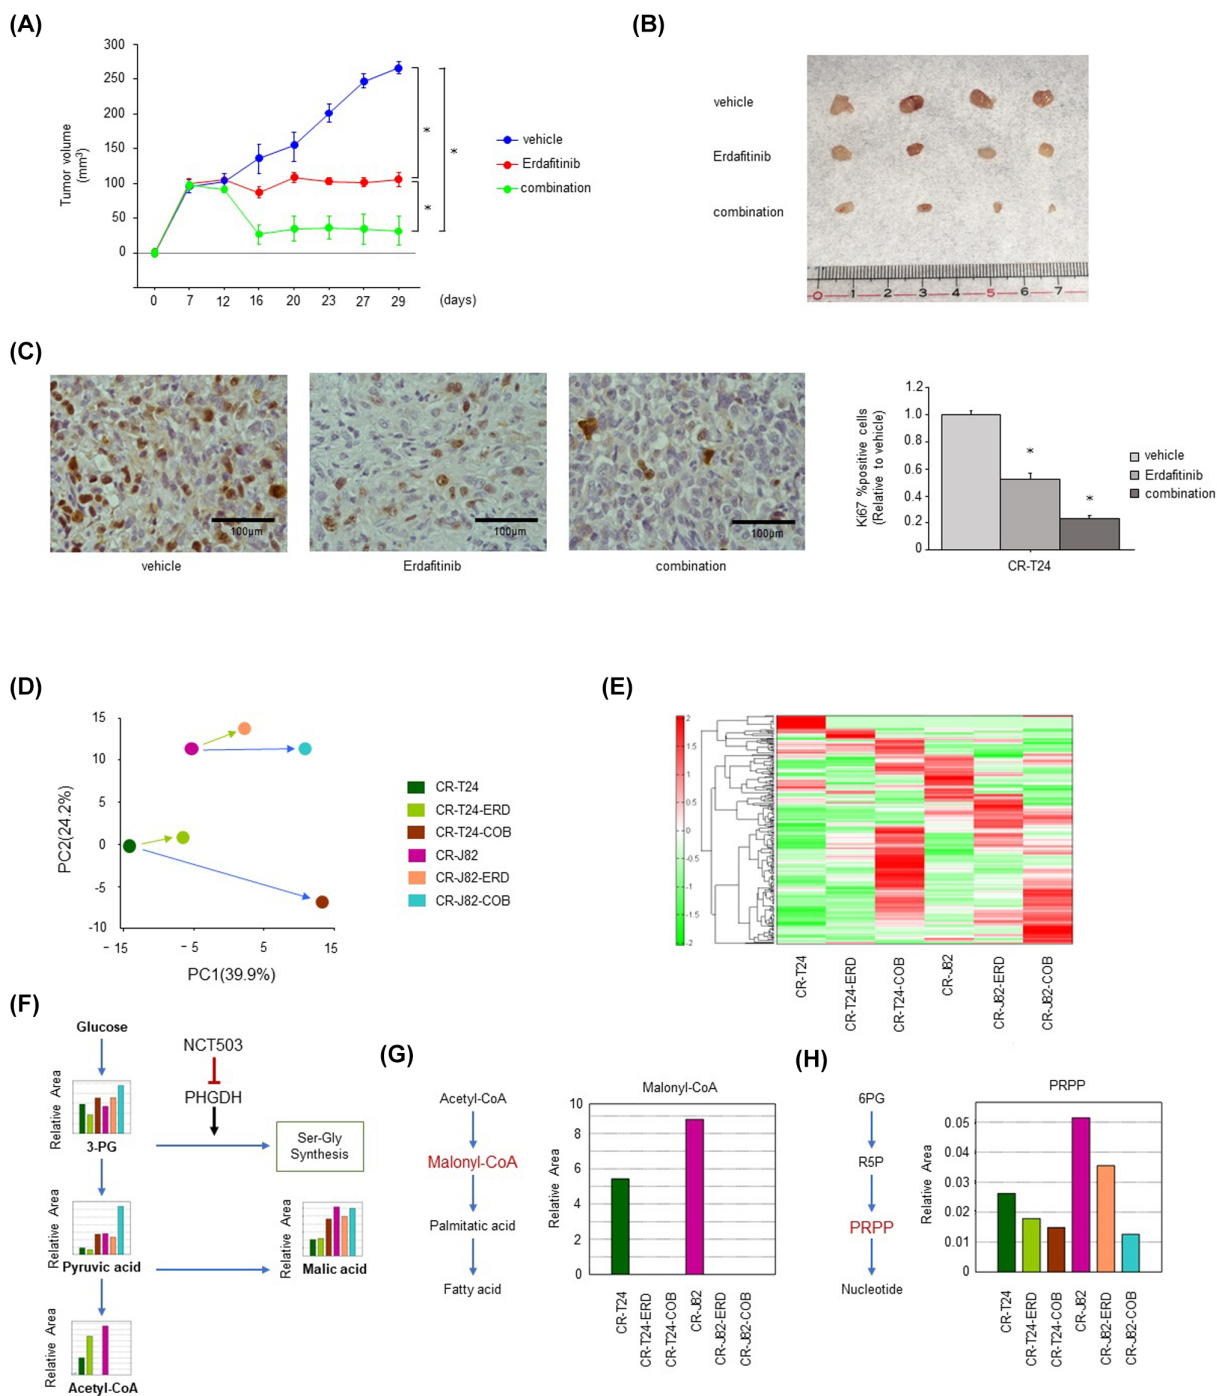 (A)
300
250
200
150
100
50
0
Tumor volume
(mm³)
0 7 12 16 20 23 27 29 (days)
*
*
*
vehicle
Erdafitinib
combination
(B)
vehicle
Erdafitinib
combination
0 1 2 3 4 5 6 7
(C)
100μm
100μm
100μm
vehicle
Erdafitinib
combination
1.2
1.0
0.8
0.6
0.4
0.2
0
Ki67 %positive cells
(Relative to vehicle)
*
*
CR-T24
vehicle
Erdafitinib
combination
(D)
15
10
5
0
-5
-10
PC2(24.2%)
-15 -5 5 15
PC1(39.9%)
CR-T24
CR-T24-ERD
CR-T24-COB
CR-J82
CR-J82-ERD
CR-J82-COB
(E)
2
1.5
1
0.5
0
-0.5
-1
-1.5
-2
CR-T24
CR-T24-ERD
CR-T24-COB
CR-J82
CR-J82-ERD
CR-J82-COB
(F)
Glucose
Relative Area
3-PG
NCT503
PHGDH
Ser-Gly
Synthesis
Relative Area
Pyruvic acid
Relative Area
Malic acid
Relative Area
Acetyl-CoA
(G)
Acetyl-CoA
Malonyl-CoA
Palmitatic acid
Fatty acid
Malonyl-CoA
10
8
6
4
2
0
Relative Area
CR-T24
CR-T24-ERD
CR-T24-COB
CR-J82
CR-J82-ERD
CR-J82-COB
(H)
6PG
R5P
PRPP
Nucleotide
PRPP
0.05
0.04
0.03
0.02
0.01
0
Relative Area
CR-T24
CR-T24-ERD
CR-T24-COB
CR-J82
CR-J82-ERD
CR-J82-COB